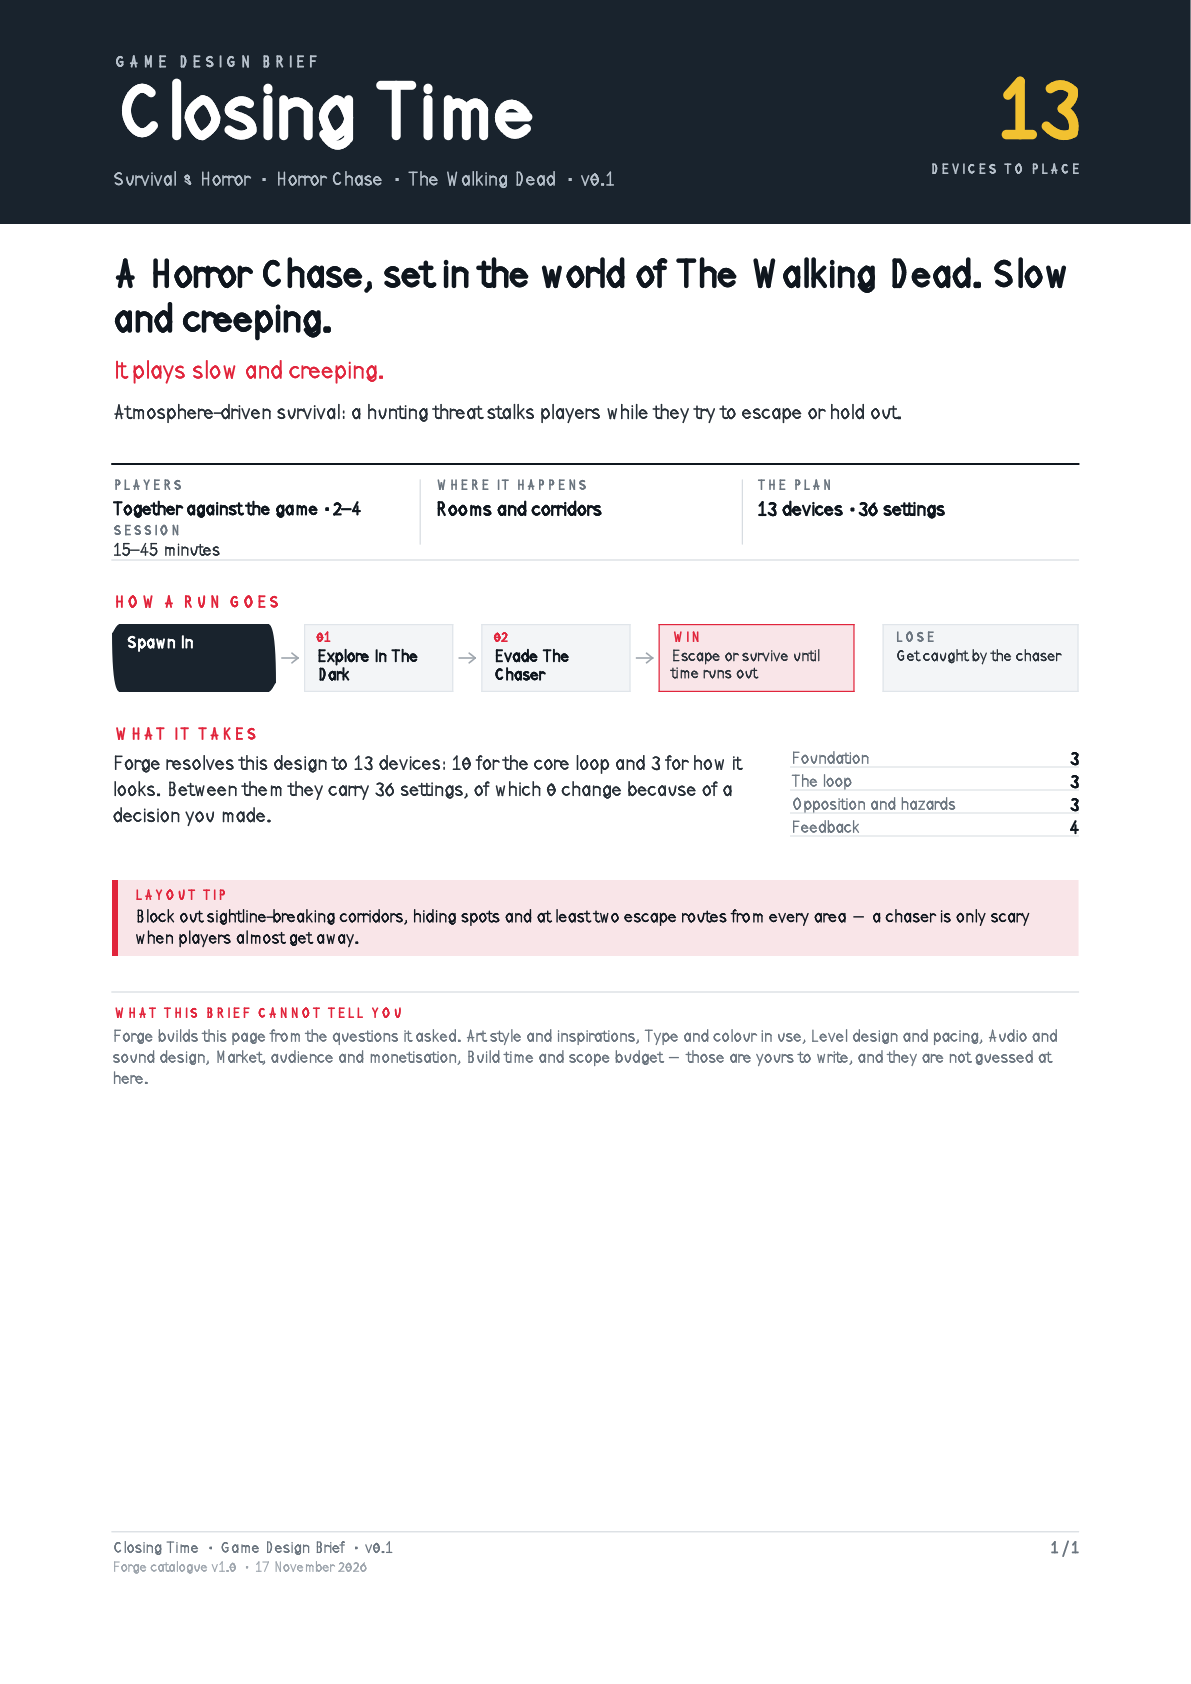 GAME DESIGN BRIEF
Closing Time
Survival & Horror · Horror Chase · The Walking Dead · v0.1
13
DEVICES TO PLACE
A Horror Chase, set in the world of The Walking Dead. Slow
and creeping.
It plays slow and creeping.
Atmosphere-driven survival: a hunting threat stalks players while they try to escape or hold out.
PLAYERS
Together against the game · 2–4
SESSION
15–45 minutes
WHERE IT HAPPENS
Rooms and corridors
THE PLAN
13 devices · 36 settings
HOW A RUN GOES
Spawn In
01
Explore In The
Dark
02
Evade The
Chaser
WIN
Escape or survive until
time runs out
LOSE
Get caught by the chaser
WHAT IT TAKES
Forge resolves this design to 13 devices: 10 for the core loop and 3 for how it
looks. Between them they carry 36 settings, of which 0 change because of a
decision you made.
Foundation 3
The loop 3
Opposition and hazards 3
Feedback 4
LAYOUT TIP
Block out sightline-breaking corridors, hiding spots and at least two escape routes from every area — a chaser is only scary
when players almost get away.
WHAT THIS BRIEF CANNOT TELL YOU
Forge builds this page from the questions it asked. Art style and inspirations, Type and colour in use, Level design and pacing, Audio and
sound design, Market, audience and monetisation, Build time and scope budget — those are yours to write, and they are not guessed at
here.
Closing Time · Game Design Brief · v0.1
1 / 1
Forge catalogue v1.0 · 17 November 2026